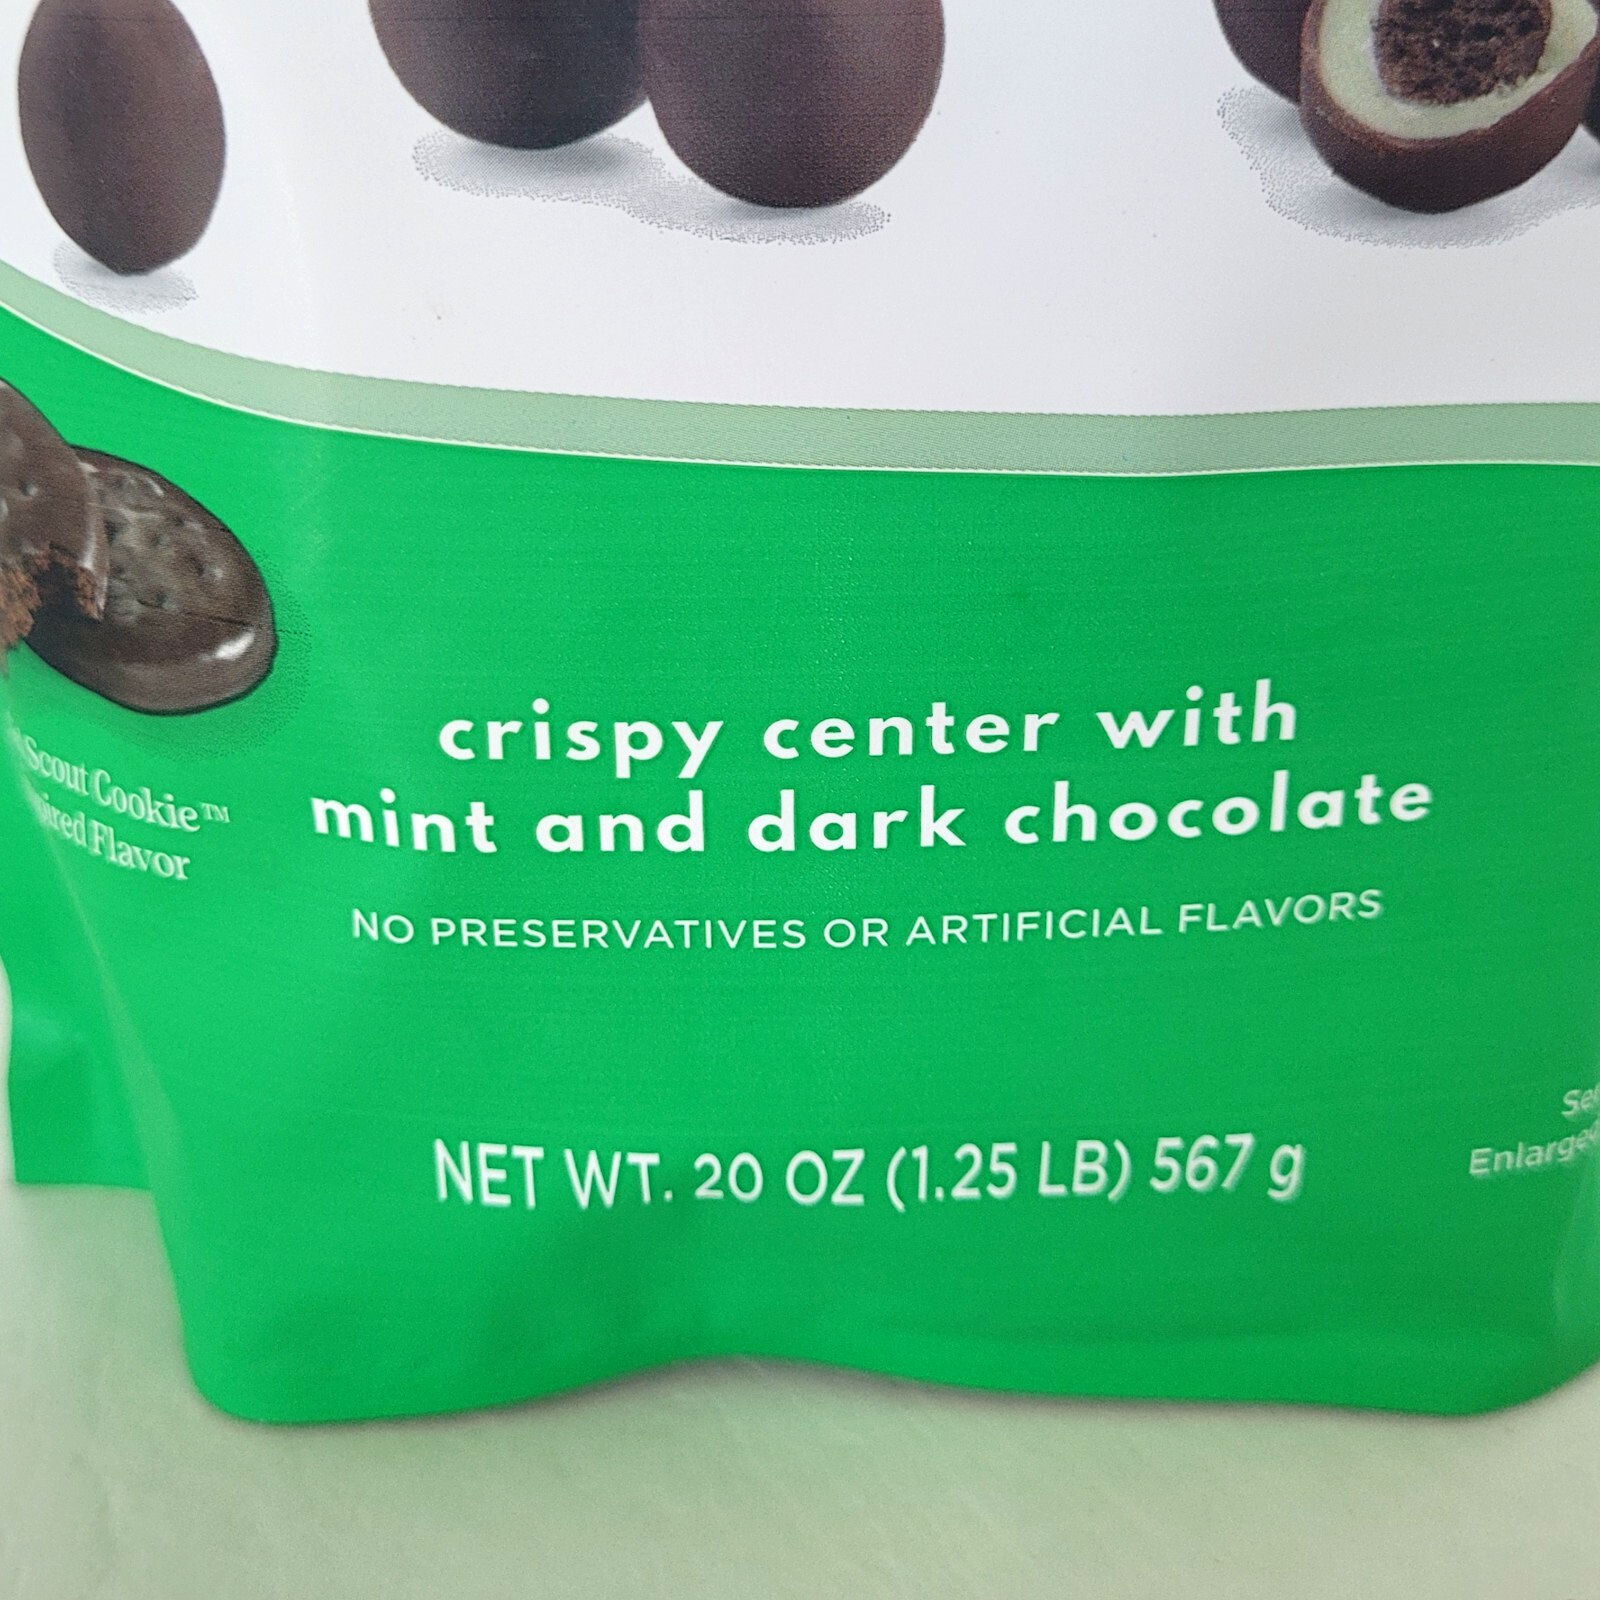 Scout Cookie™
Flavor
crispy center with
mint and dark chocolate
NO PRESERVATIVES OR ARTIFICIAL FLAVORS
NET WT. 20 OZ (1.25 LB) 567 g